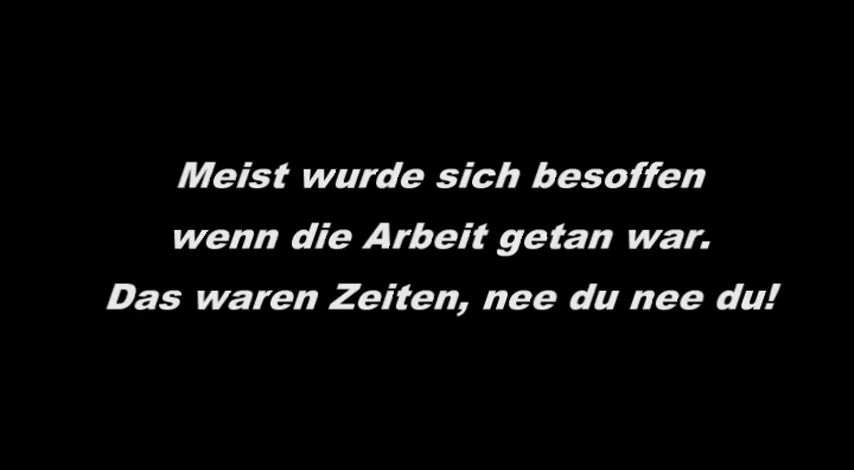 Meist wurde sich besoffen
wenn die Arbeit getan war.
Das waren Zeiten, nee du nee du!